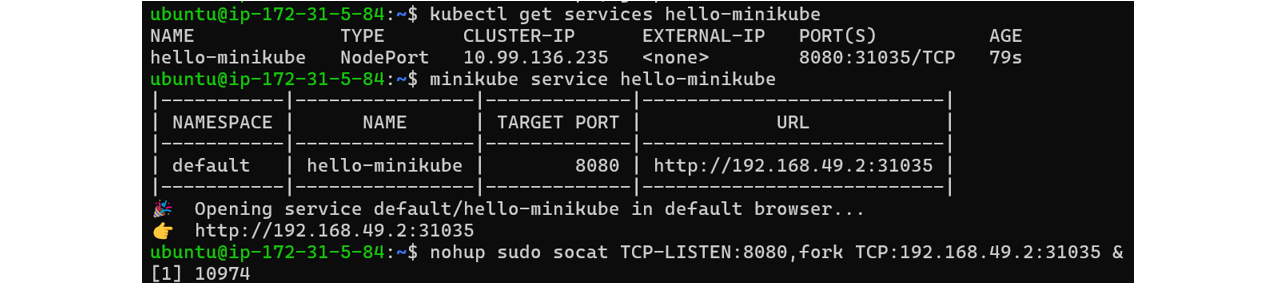 ubuntu@ip-172-31-5-84:~$ kubectl get services hello-minikube
NAME TYPE CLUSTER-IP EXTERNAL-IP PORT(S) AGE
hello-minikube NodePort 10.99.136.235 <none> 8080:31035/TCP 79s
ubuntu@ip-172-31-5-84:~$ minikube service hello-minikube
|-----------|----------------|-------------|---------------------------|
| NAMESPACE | NAME | TARGET PORT | URL |
|-----------|----------------|-------------|---------------------------|
| default | hello-minikube | 8080 | http://192.168.49.2:31035 |
|-----------|----------------|-------------|---------------------------|
🎉 Opening service default/hello-minikube in default browser...
👉 http://192.168.49.2:31035
ubuntu@ip-172-31-5-84:~$ nohup sudo socat TCP-LISTEN:8080,fork TCP:192.168.49.2:31035 &
[1] 10974